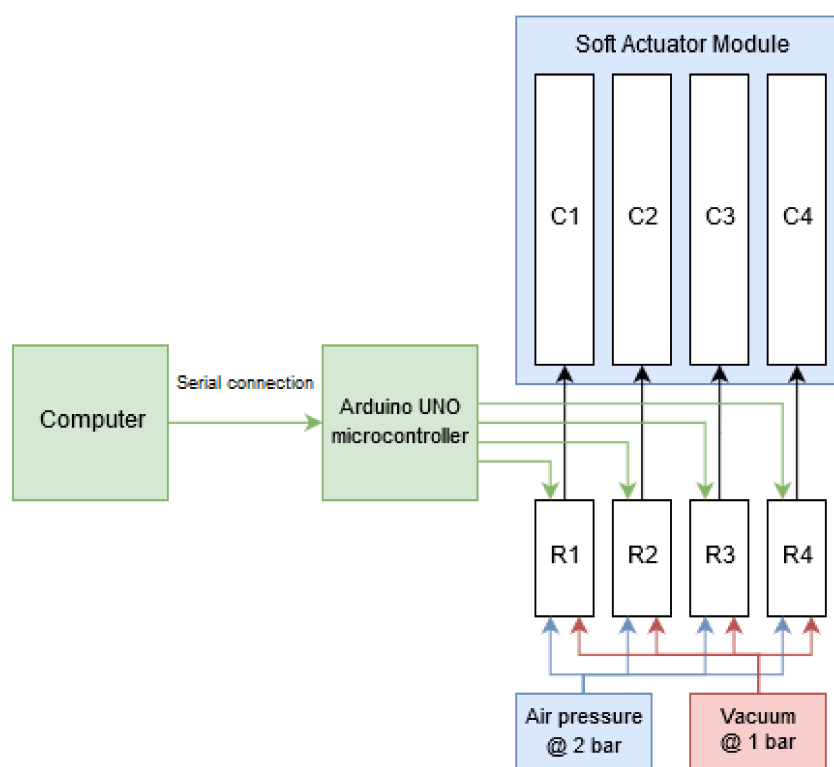 Soft Actuator Module
C1
C2
C3
C4
Computer
Serial connection
Arduino UNO
microcontroller
R1
R2
R3
R4
Air pressure
@ 2 bar
Vacuum
@ 1 bar